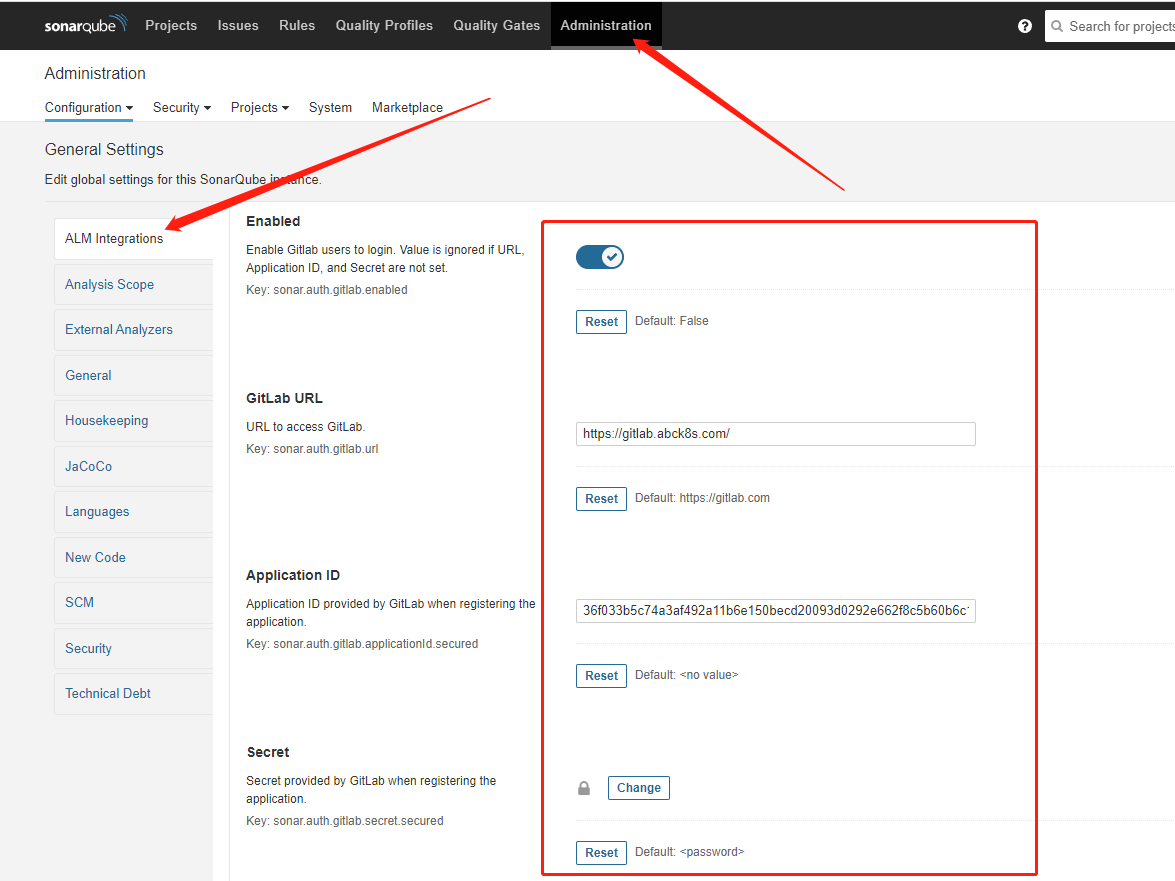 sonarqube Projects Issues Rules Quality Profiles Quality Gates Administration ? Search for projects
Administration
Configuration Security Projects System Marketplace
General Settings
Edit global settings for this SonarQube instance.
ALM Integrations
Analysis Scope
External Analyzers
General
Housekeeping
JaCoCo
Languages
New Code
SCM
Security
Technical Debt
Enabled
Enable Gitlab users to login. Value is ignored if URL,
Application ID, and Secret are not set.
Key: sonar.auth.gitlab.enabled
Reset Default: False
GitLab URL
URL to access GitLab.
Key: sonar.auth.gitlab.url
https://gitlab.abck8s.com/
Reset Default: https://gitlab.com
Application ID
Application ID provided by GitLab when registering the
application.
Key: sonar.auth.gitlab.applicationId.secured
36f033b5c74a3af492a11b6e150becd20093d0292e662f8c5b60b6c1
Reset Default: <no value>
Secret
Secret provided by GitLab when registering the
application.
Key: sonar.auth.gitlab.secret.secured
Change
Reset Default: <password>